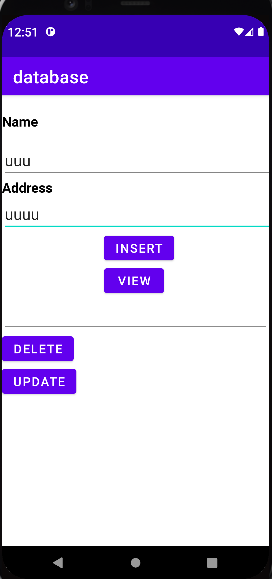 12:51
database
Name
uuu
Address
uuuu
INSERT
VIEW
DELETE
UPDATE